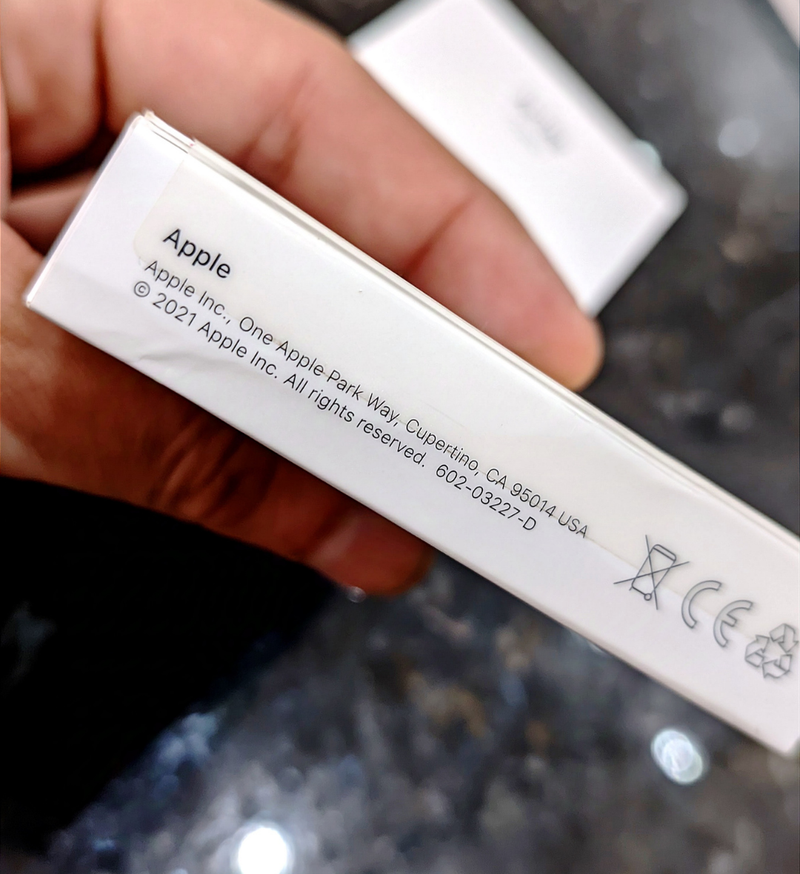 Apple
Apple Inc., One Apple Park Way, Cupertino, CA 95014 USA
© 2021 Apple Inc. All rights reserved. 602-03227-D
CE